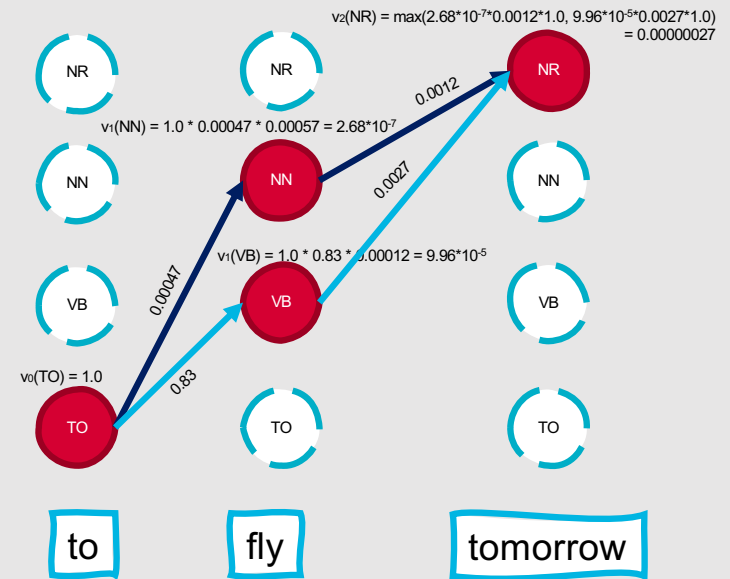 v₂(NR) = max(2.68*10⁻⁷*0.0012*1.0, 9.96*10⁻⁵*0.0027*1.0)
= 0.00000027
NR
NR
NR
0.0012
v₁(NN) = 1.0 * 0.00047 * 0.00057 = 2.68*10⁻⁷
NN
NN
NN
0.0027
v₁(VB) = 1.0 * 0.83 * 0.00012 = 9.96*10⁻⁵
0.00047
VB
VB
VB
v₀(TO) = 1.0
0.83
TO
TO
TO
to
fly
tomorrow